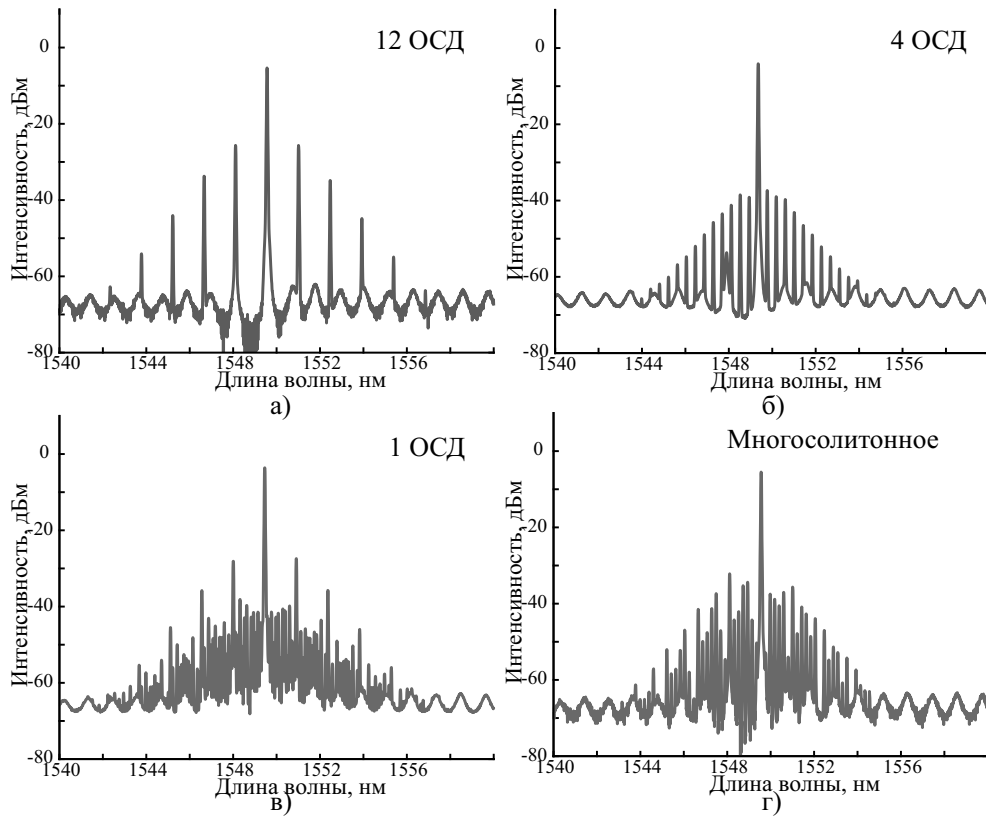 12 ОСД
Интенсивность, дБм
0
-20
-40
-60
-80
1540 1544 1548 1552 1556
Длина волны, нм
а)
4 ОСД
Интенсивность, дБм
0
-20
-40
-60
-80
1540 1544 1548 1552 1556
Длина волны, нм
б)
1 ОСД
Интенсивность, дБм
0
-20
-40
-60
-80
1540 1544 1548 1552 1556
Длина волны, нм
в)
Многосолитонное
Интенсивность, дБм
0
-20
-40
-60
-80
1540 1544 1548 1552 1556
Длина волны, нм
г)